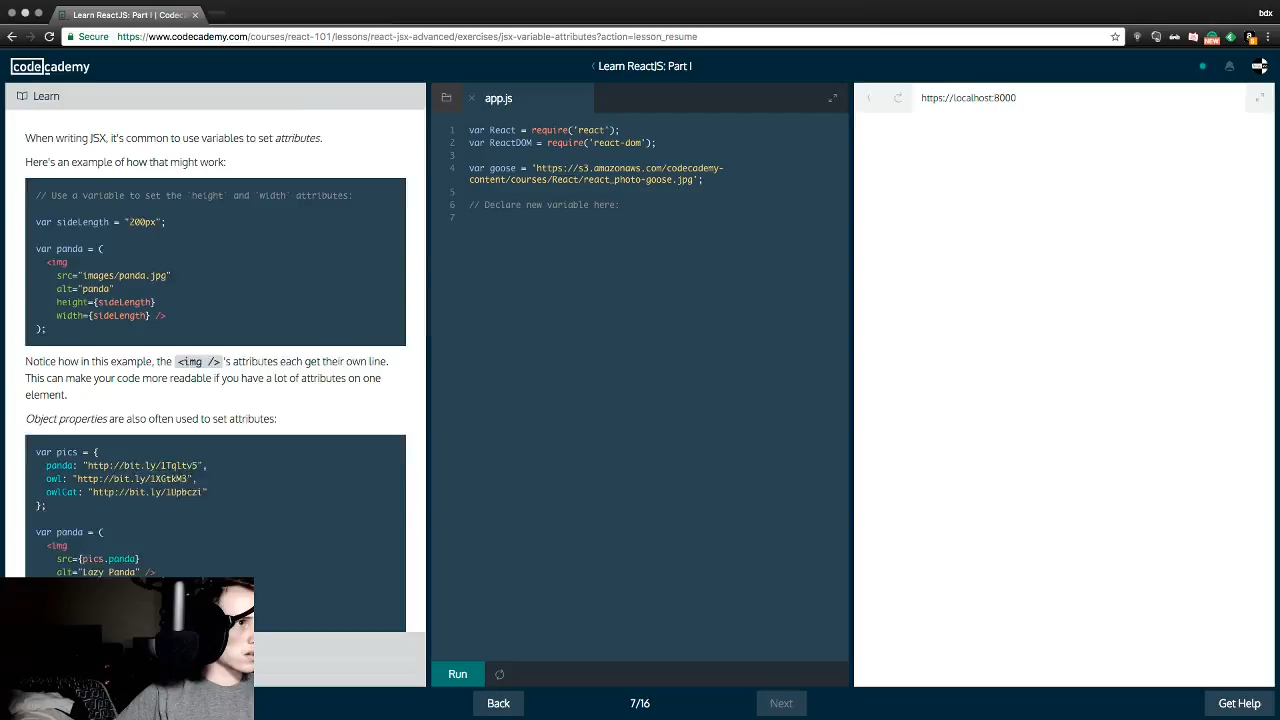 Learn ReactJS: Part I | Codec
bdx
Secure
https://www.codecademy.com/courses/react-101/lessons/react-jsx-advanced/exercises/jsx-variable-attributes?action=lesson_resume
codecademy
Learn ReactJS: Part I
Learn
When writing JSX, it's common to use variables to set attributes.
Here's an example of how that might work:
// Use a variable to set the `height` and `width` attributes:
var sideLength = "200px";
var panda = (
<img
src="images/panda.jpg"
alt="panda"
height={sideLength}
width={sideLength} />
);
Notice how in this example, the <img /> 's attributes each get their own line.
This can make your code more readable if you have a lot of attributes on one
element.
Object properties are also often used to set attributes:
var pics = {
panda: "http://bit.ly/1Tqltv5",
owl: "http://bit.ly/1XGtkM3",
owlCat: "http://bit.ly/1Upbczi"
};
var panda = (
<img
src={pics.panda}
alt="Lazy Panda" />
app.js
1 var React = require('react');
2 var ReactDOM = require('react-dom');
3
4 var goose = 'https://s3.amazonaws.com/codecademy-
content/courses/React/react_photo-goose.jpg';
5
6 // Declare new variable here:
7
Run
https://localhost:8000
Back
7/16
Next
Get Help